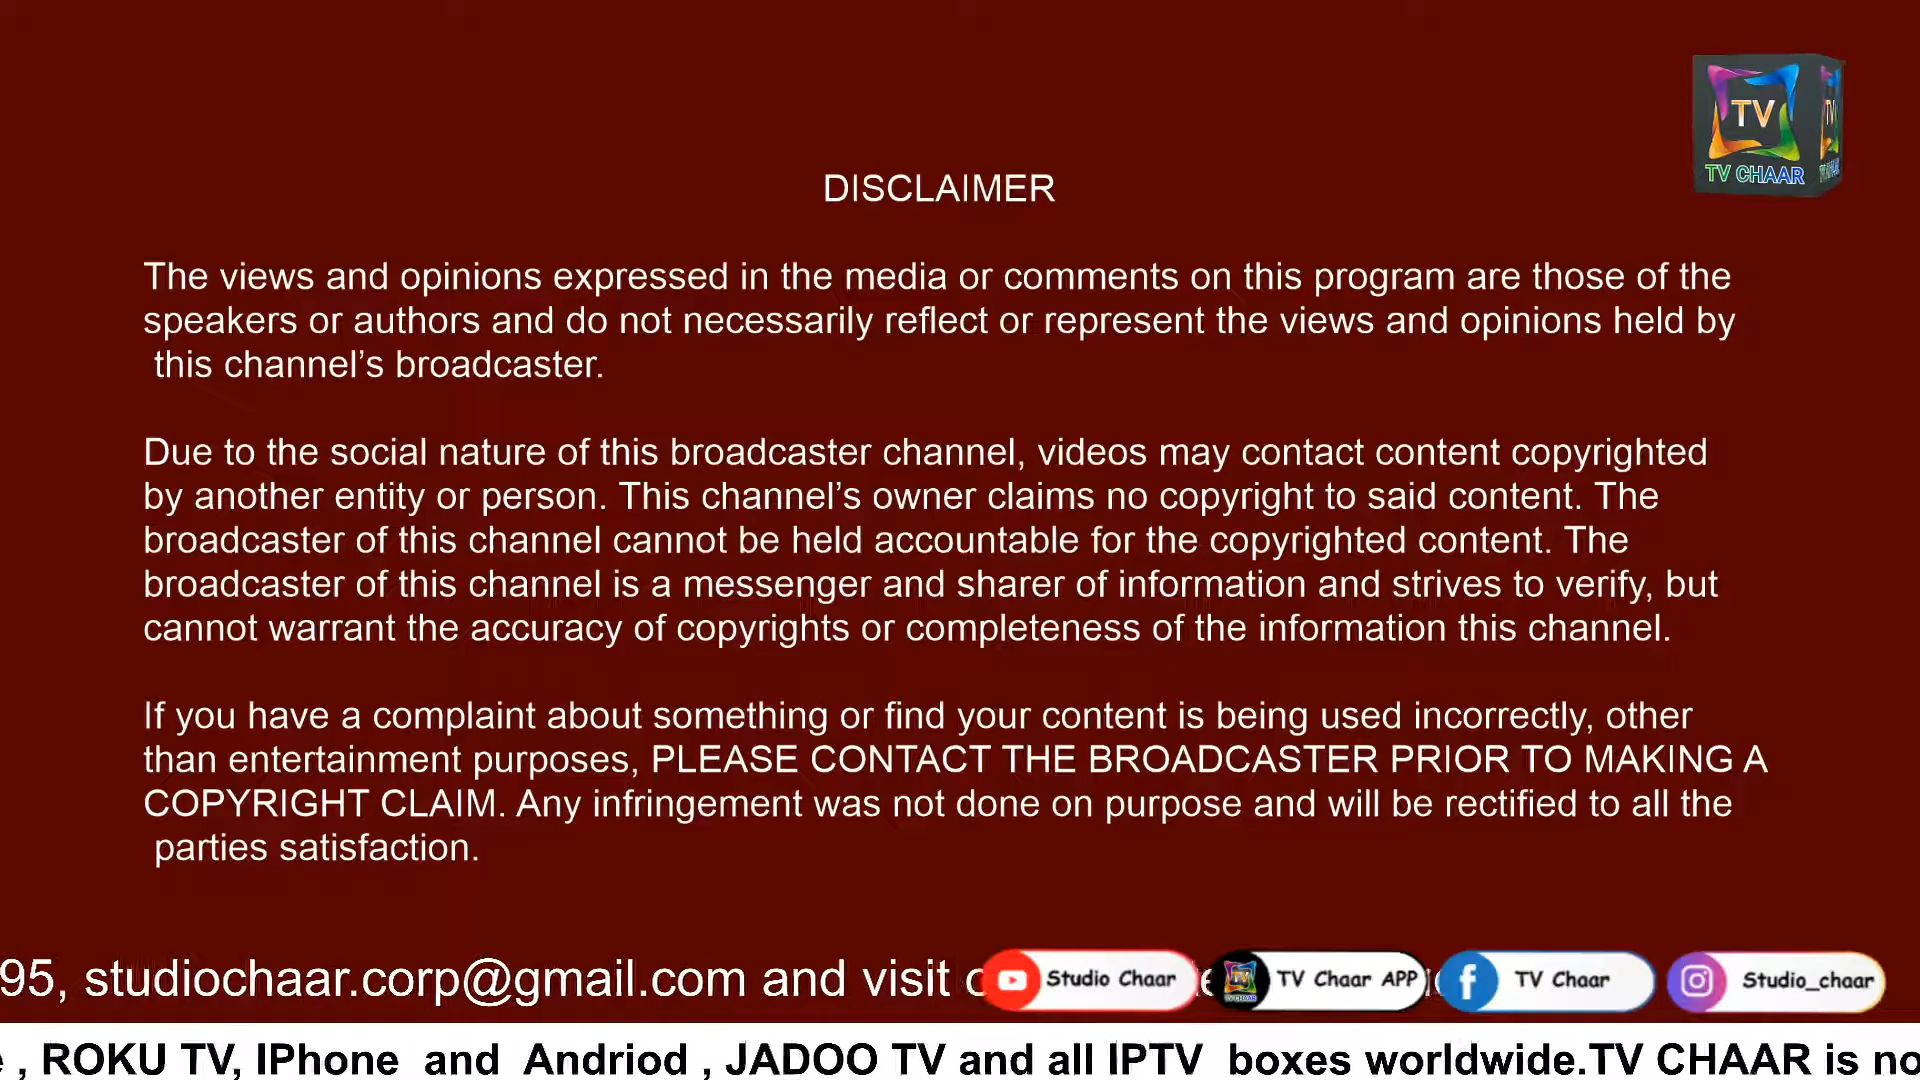 TV
TV CHAAR
DISCLAIMER
The views and opinions expressed in the media or comments on this program are those of the
speakers or authors and do not necessarily reflect or represent the views and opinions held by
this channel’s broadcaster.
Due to the social nature of this broadcaster channel, videos may contact content copyrighted
by another entity or person. This channel’s owner claims no copyright to said content. The
broadcaster of this channel cannot be held accountable for the copyrighted content. The
broadcaster of this channel is a messenger and sharer of information and strives to verify, but
cannot warrant the accuracy of copyrights or completeness of the information this channel.
If you have a complaint about something or find your content is being used incorrectly, other
than entertainment purposes, PLEASE CONTACT THE BROADCASTER PRIOR TO MAKING A
COPYRIGHT CLAIM. Any infringement was not done on purpose and will be rectified to all the
parties satisfaction.
95, studiochaar.corp@gmail.com and visit
Studio Chaar
TV Chaar APP
TV Chaar
Studio_chaar
, ROKU TV, IPhone and Andriod , JADOO TV and all IPTV boxes worldwide.TV CHAAR is no